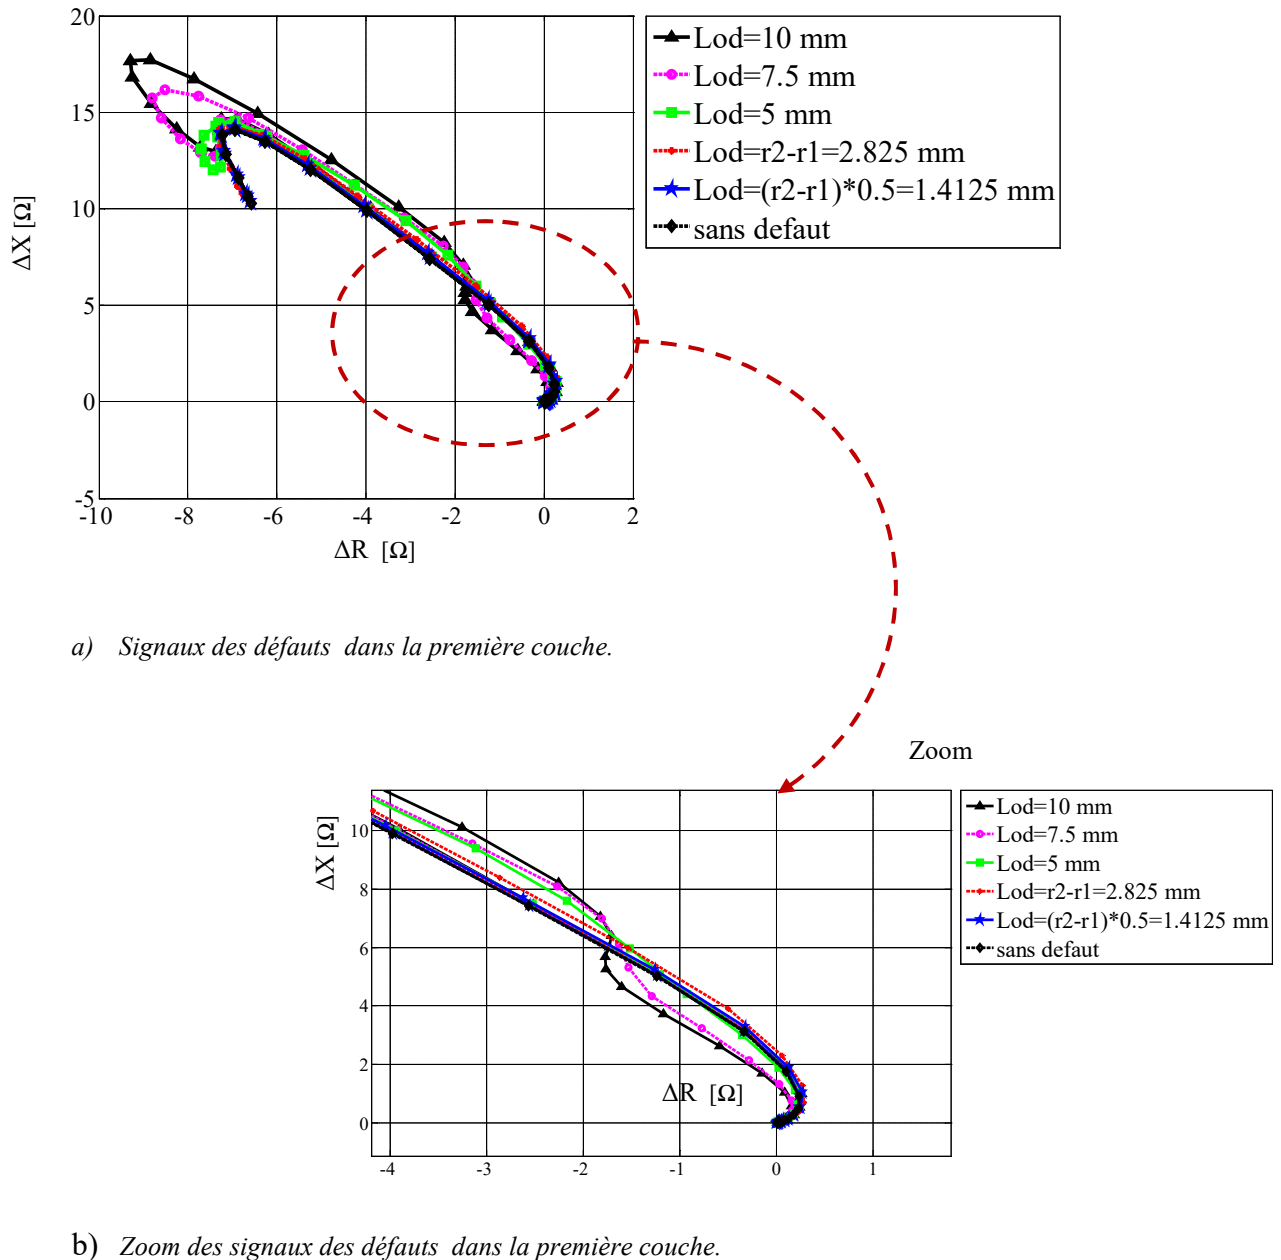 20
15
10
5
0
-5
-10
-8
-6
-4
-2
0
2
ΔX [Ω]
ΔR [Ω]
Lod=10 mm
Lod=7.5 mm
Lod=5 mm
Lod=r2-r1=2.825 mm
Lod=(r2-r1)*0.5=1.4125 mm
sans defaut
a) Signaux des défauts dans la première couche.
Zoom
10
8
6
4
2
0
-4
-3
-2
-1
0
1
ΔX [Ω]
ΔR [Ω]
Lod=10 mm
Lod=7.5 mm
Lod=5 mm
Lod=r2-r1=2.825 mm
Lod=(r2-r1)*0.5=1.4125 mm
sans defaut
b) Zoom des signaux des défauts dans la première couche.